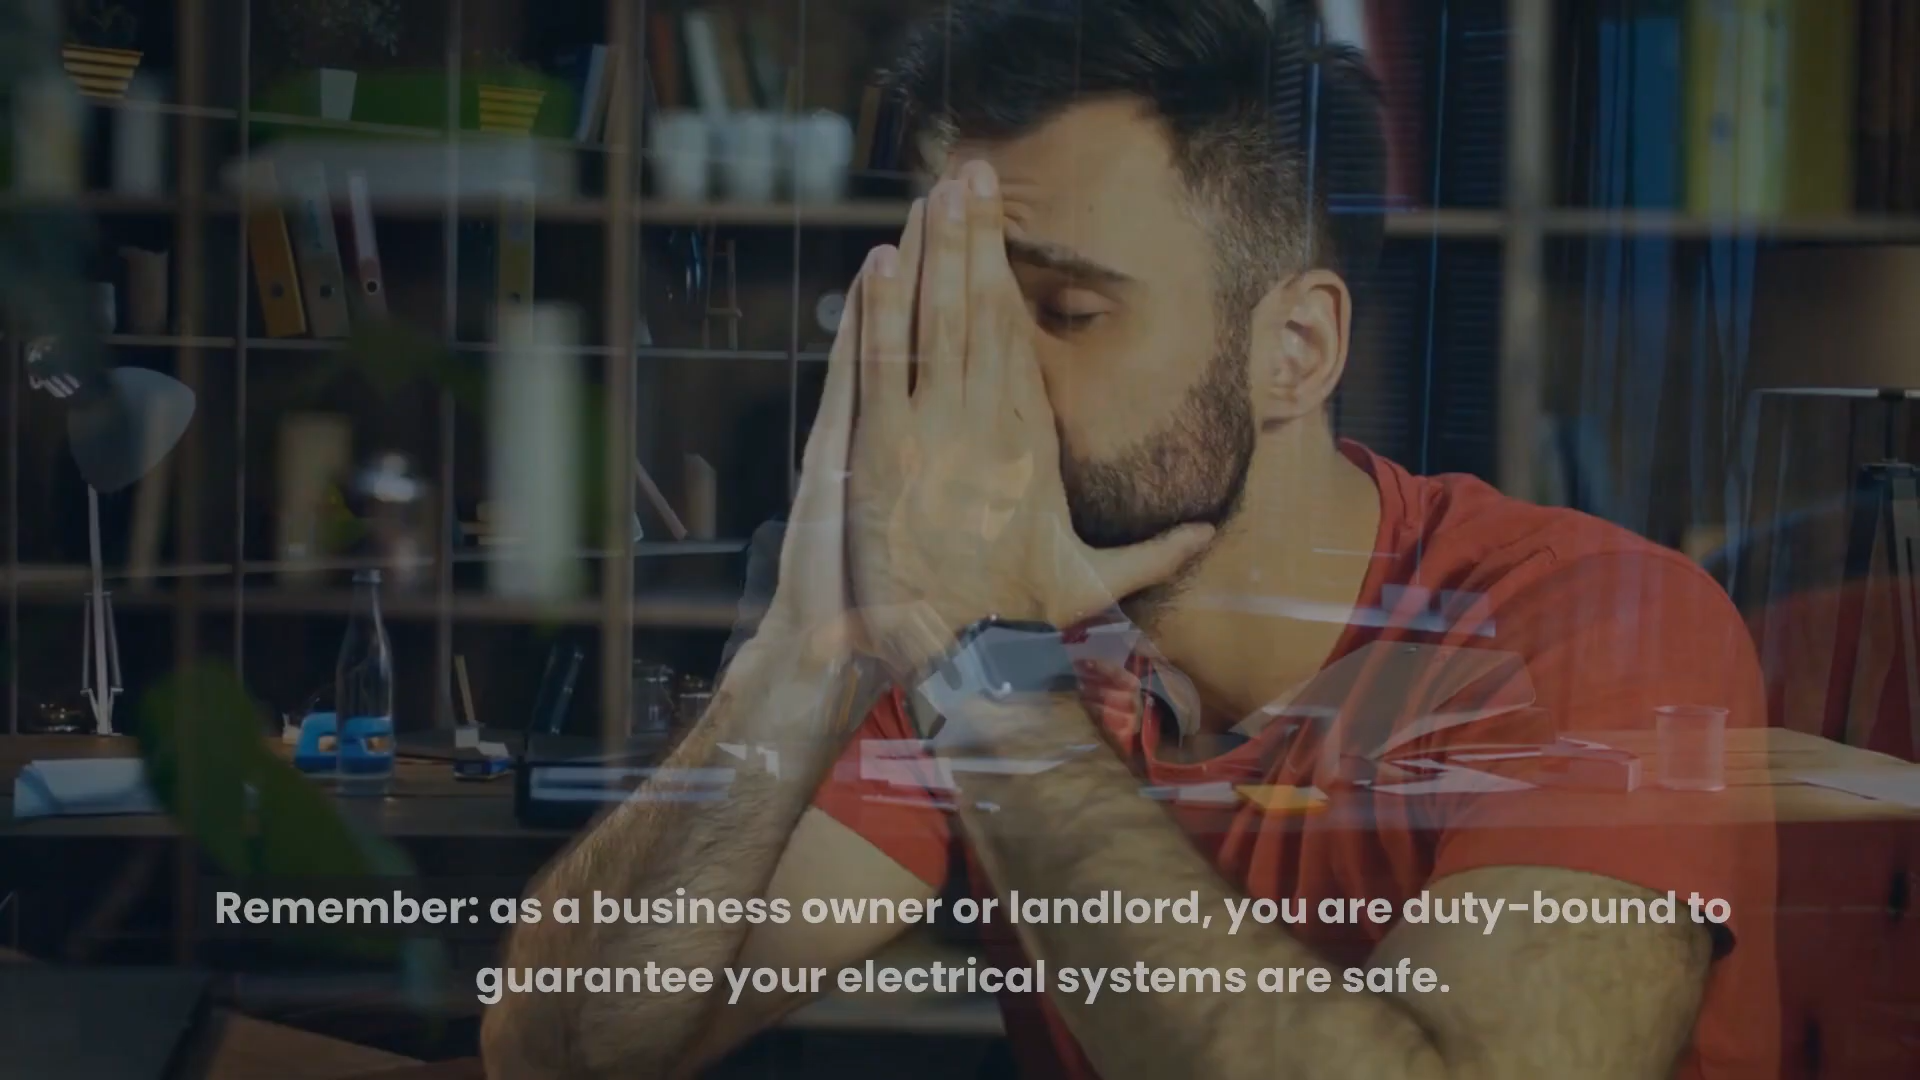 Remember: as a business owner or landlord, you are duty-bound to
guarantee your electrical systems are safe.